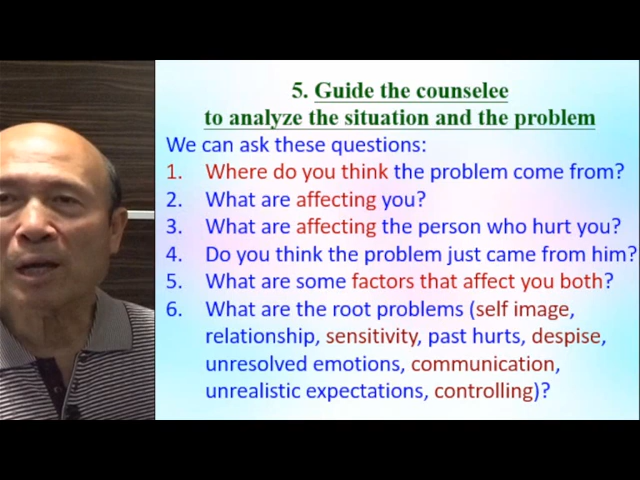 5. Guide the counselee
to analyze the situation and the problem
We can ask these questions:
1. Where do you think the problem come from?
2. What are affecting you?
3. What are affecting the person who hurt you?
4. Do you think the problem just came from him?
5. What are some factors that affect you both?
6. What are the root problems (self image,
relationship, sensitivity, past hurts, despise,
unresolved emotions, communication,
unrealistic expectations, controlling)?